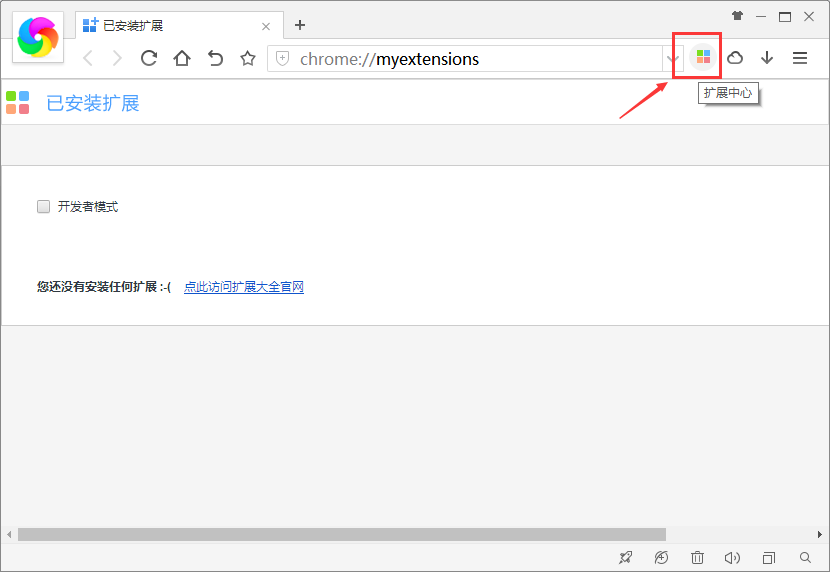 已安装扩展
chrome://myextensions
扩展中心
已安装扩展
开发者模式
您还没有安装任何扩展 :-( 点此访问扩展大全官网